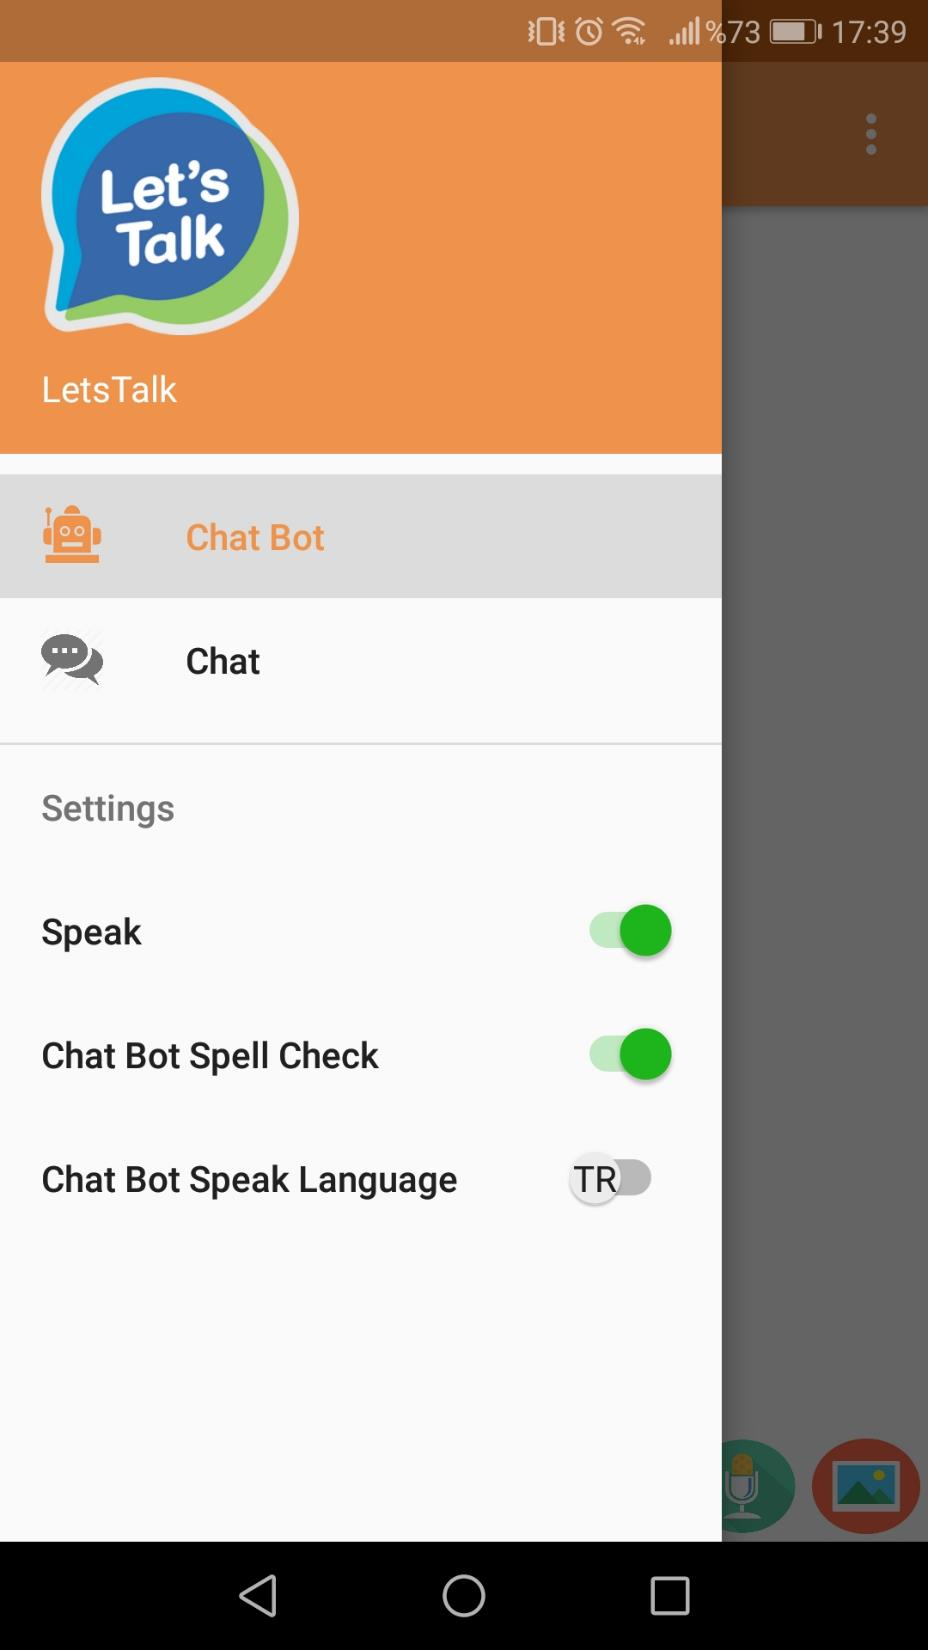 %73 17:39
Let's
Talk
LetsTalk
Chat Bot
Chat
Settings
Speak
Chat Bot Spell Check
Chat Bot Speak Language TR